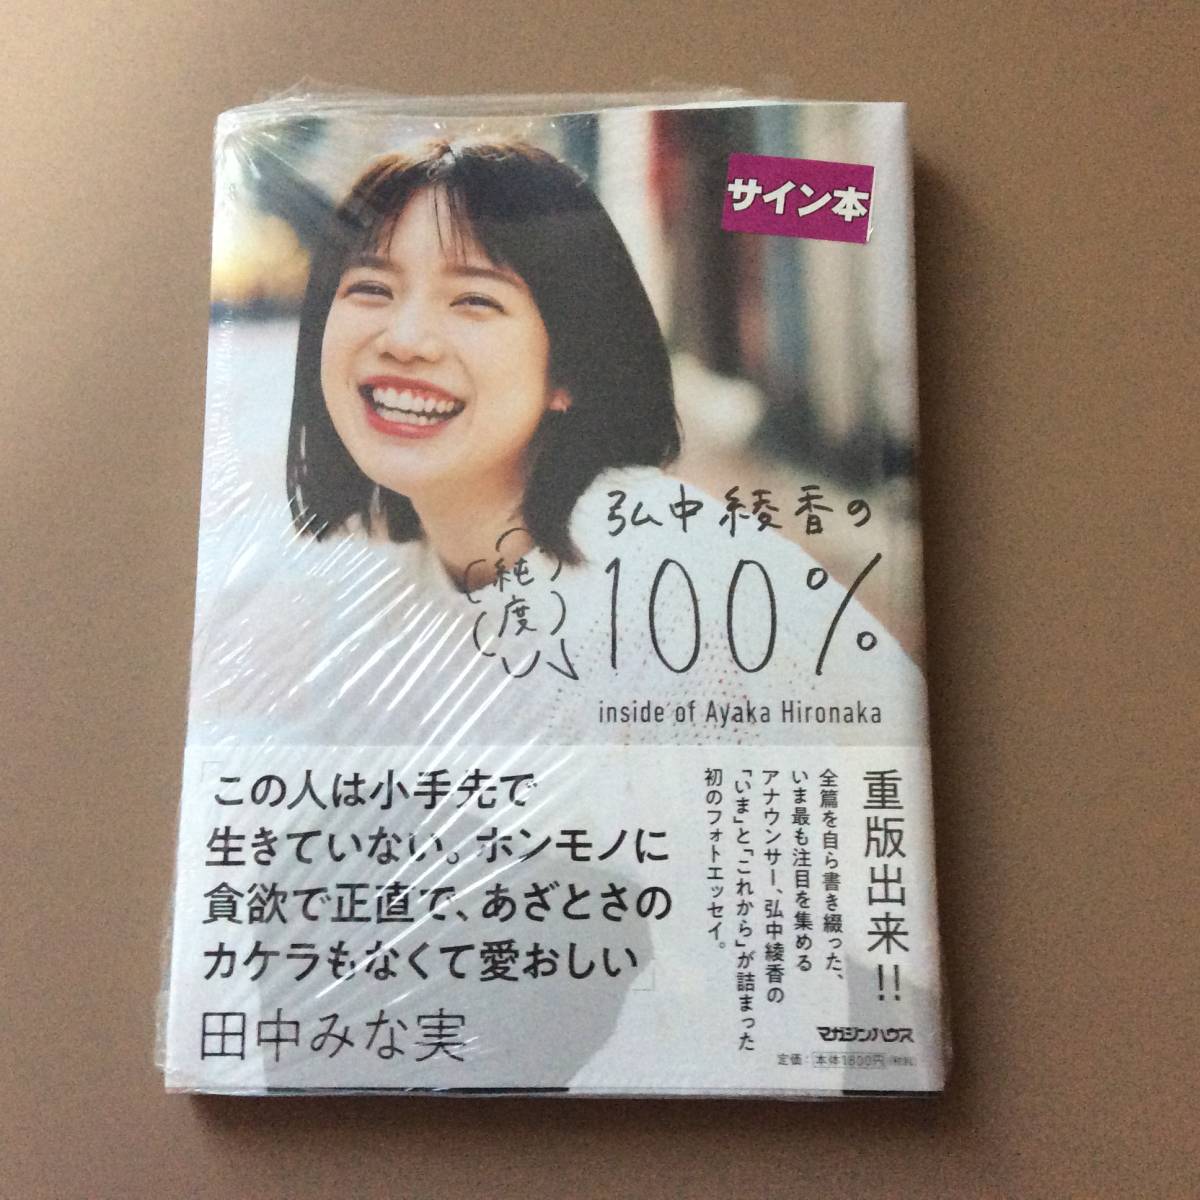 サイン本
弘中綾香の
(純度)
100%
inside of Ayaka Hironaka
「この人は小手先で
生きていない。ホンモノに
貪欲で正直で、あざとさの
カケラもなくて愛おしい」
田中みな実
重版出来!!
全篇を自ら書き綴った、
いま最も注目を集める
アナウンサー、弘中綾香の
「いま」と「これから」が詰まった
初のフォトエッセイ。
マガジンハウス
定価:本体1800円(税別)